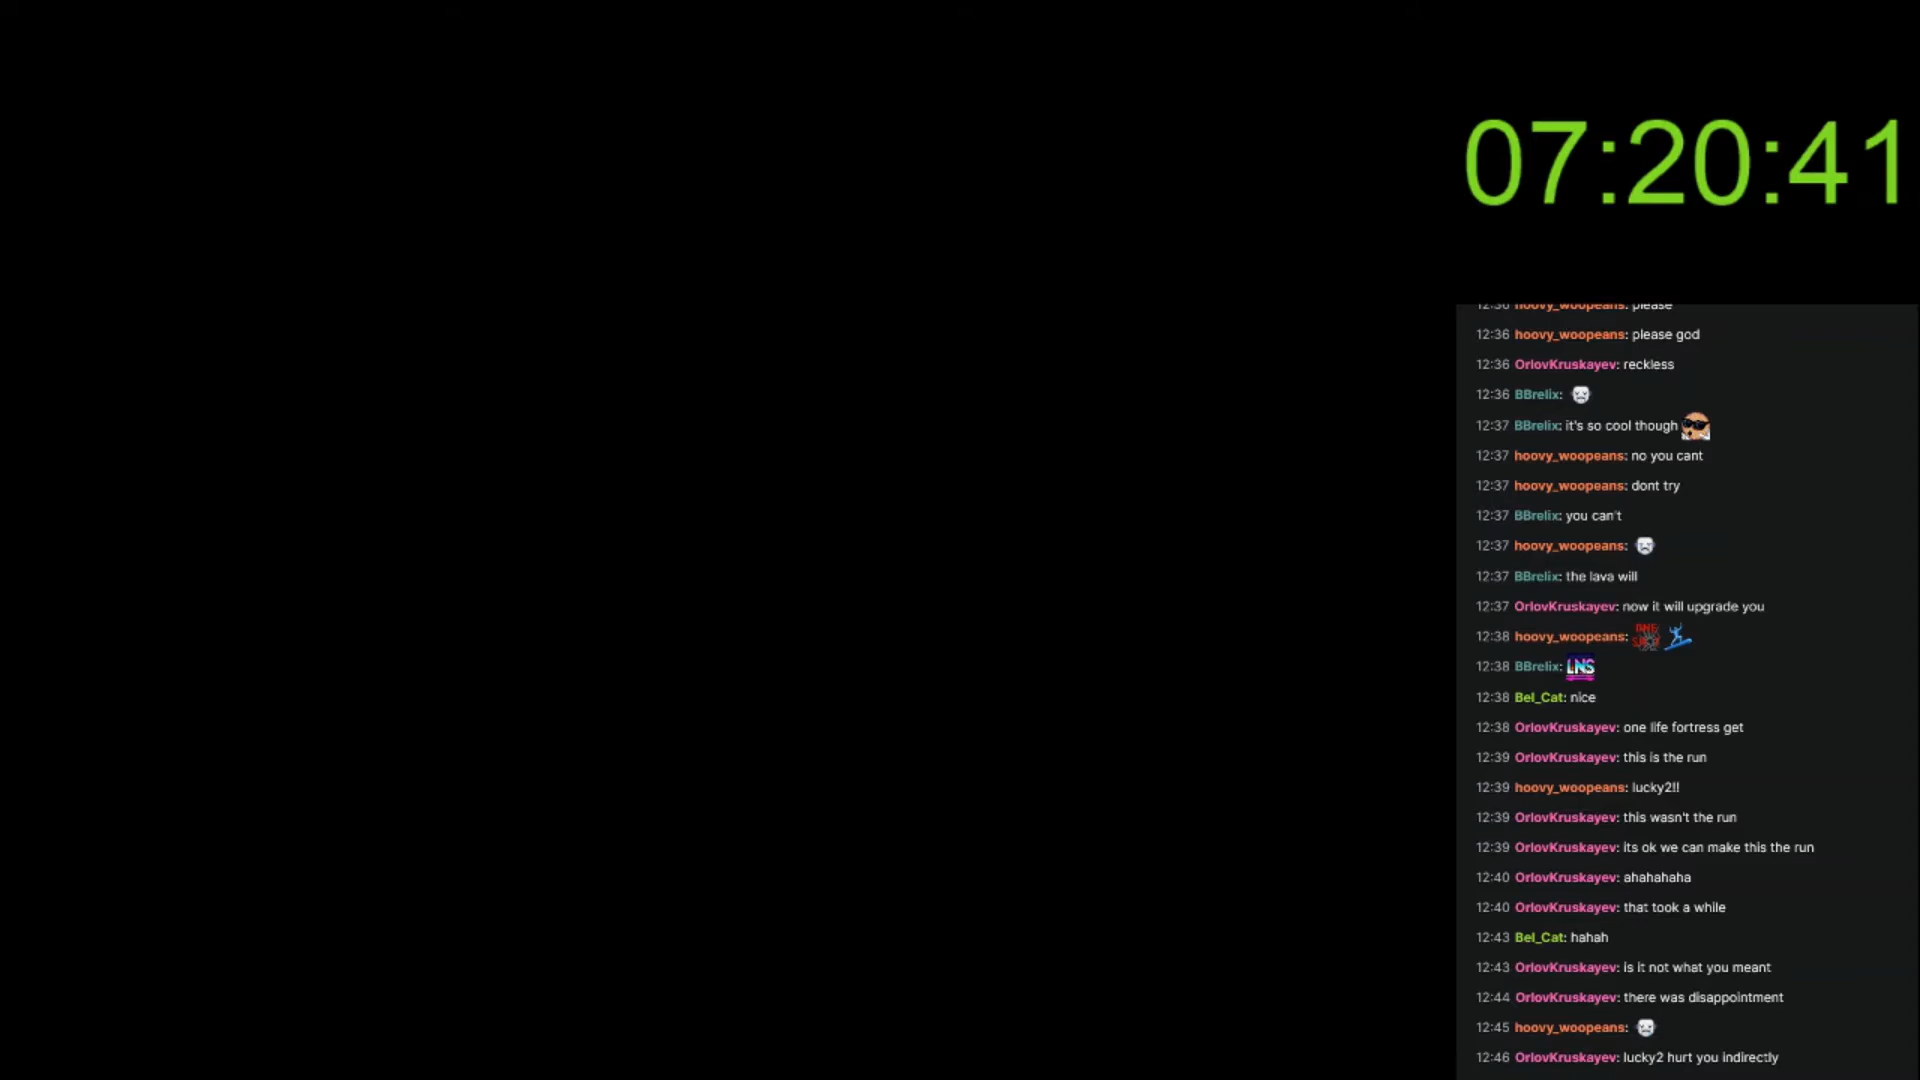 07:20:41
12:36 hoovy_woopeans: please
12:36 hoovy_woopeans: please god
12:36 OrlovKruskayev: reckless
12:36 BBrelix:
12:37 BBrelix: it's so cool though
12:37 hoovy_woopeans: no you cant
12:37 hoovy_woopeans: dont try
12:37 BBrelix: you can't
12:37 hoovy_woopeans:
12:37 BBrelix: the lava will
12:37 OrlovKruskayev: now it will upgrade you
12:38 hoovy_woopeans:
12:38 BBrelix: LNS
12:38 Bel_Cat: nice
12:38 OrlovKruskayev: one life fortress get
12:39 OrlovKruskayev: this is the run
12:39 hoovy_woopeans: lucky2!!
12:39 OrlovKruskayev: this wasn't the run
12:39 OrlovKruskayev: its ok we can make this the run
12:40 OrlovKruskayev: ahahahaha
12:40 OrlovKruskayev: that took a while
12:43 Bel_Cat: hahah
12:43 OrlovKruskayev: is it not what you meant
12:44 OrlovKruskayev: there was disappointment
12:45 hoovy_woopeans:
12:46 OrlovKruskayev: lucky2 hurt you indirectly